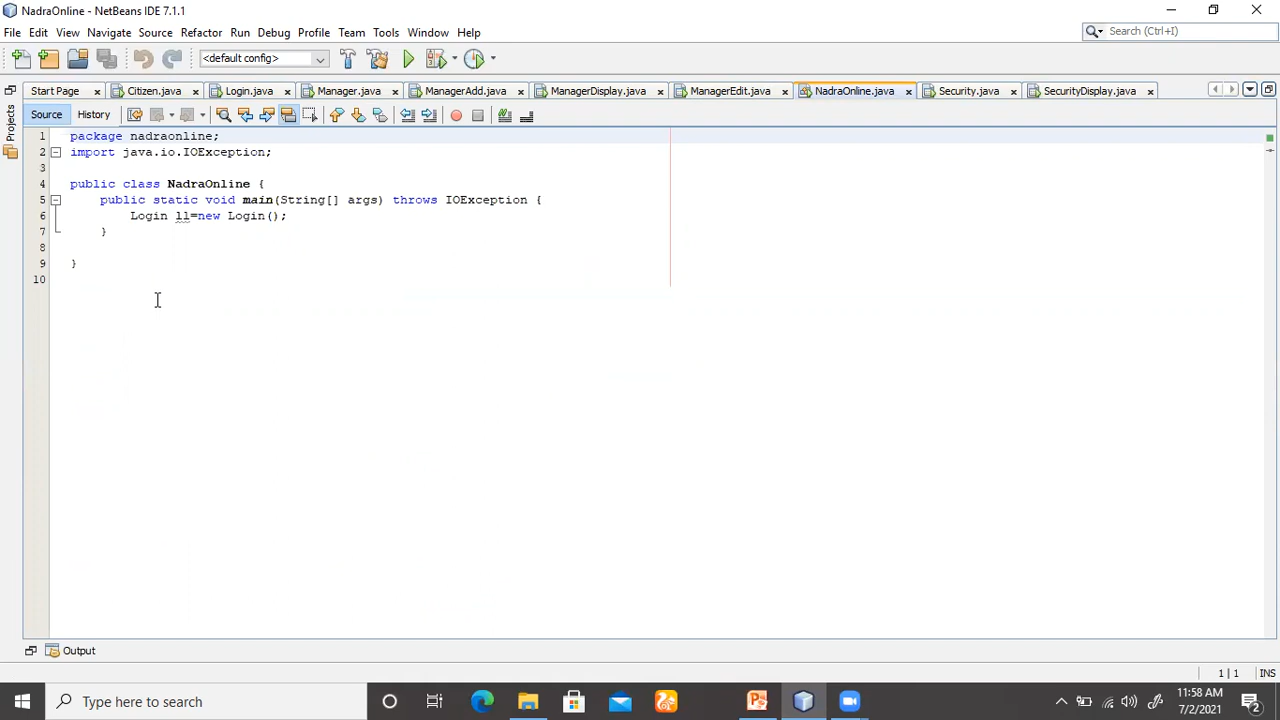 NadraOnline - NetBeans IDE 7.1.1
File Edit View Navigate Source Refactor Run Debug Profile Team Tools Window Help
Search (Ctrl+I)
<default config>
Start Page Citizen.java Login.java Manager.java ManagerAdd.java ManagerDisplay.java ManagerEdit.java NadraOnline.java Security.java SecurityDisplay.java
Projects
Source History
1 package nadraonline;
2 import java.io.IOException;
3
4 public class NadraOnline {
5 public static void main(String[] args) throws IOException {
6 Login ll=new Login();
7 }
8
9 }
10
Output
1 | 1 INS
Type here to search
11:58 AM
7/2/2021
2